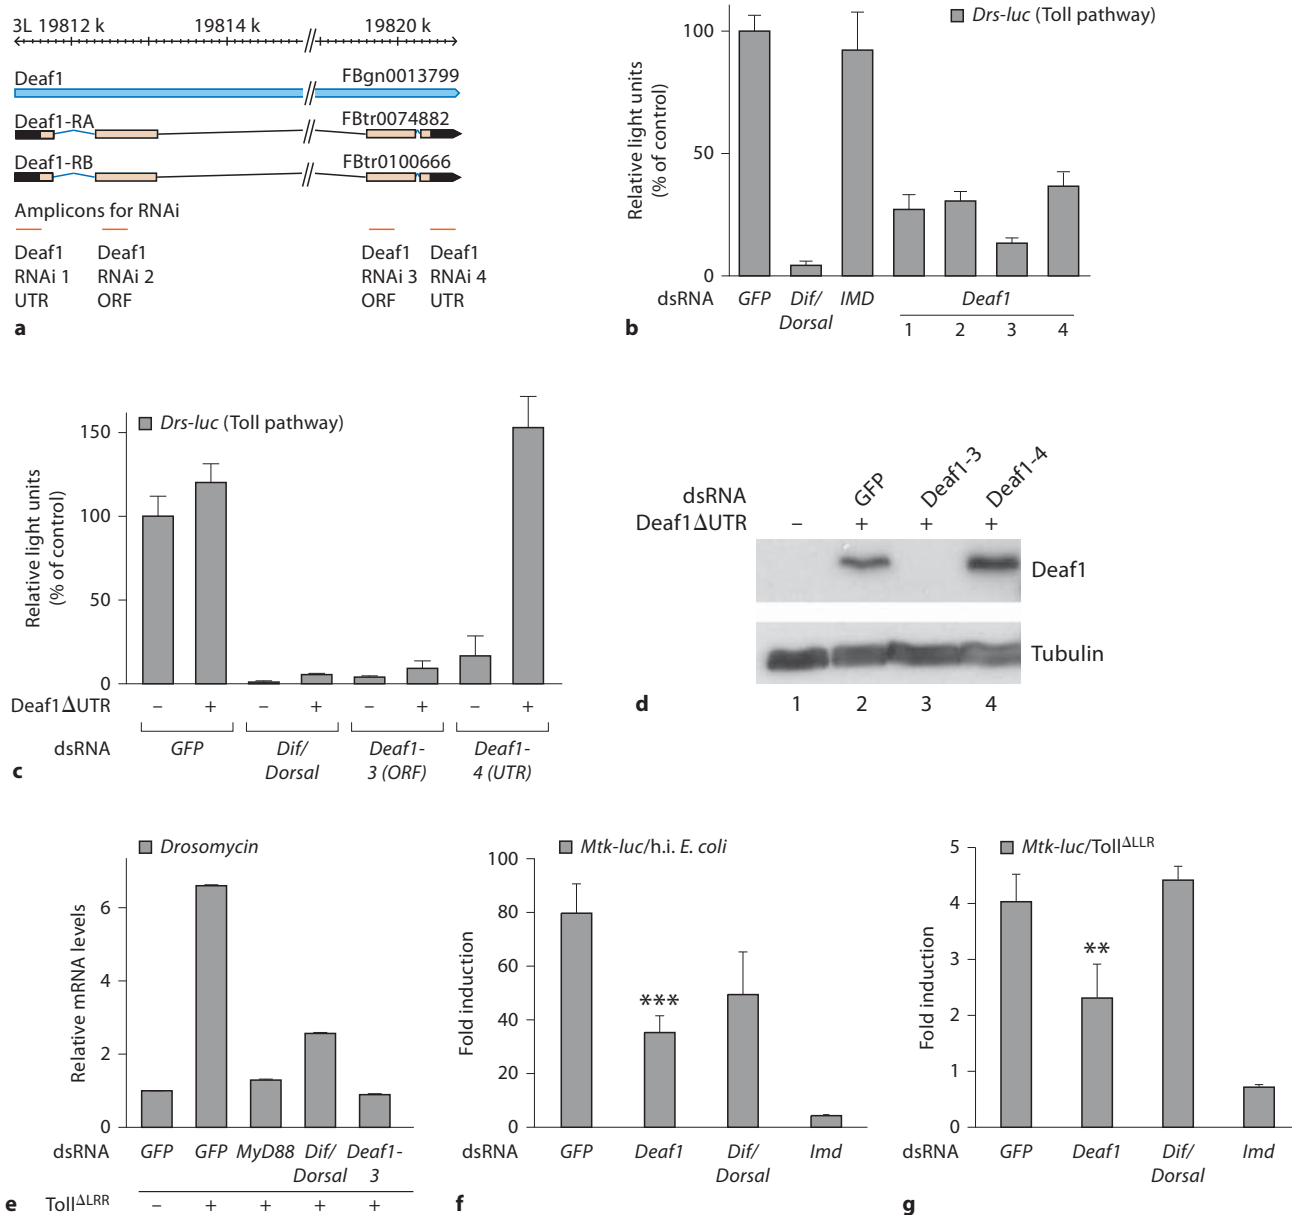 3L 19812 k 19814 k 19820 k
Deaf1 FBgn0013799
Deaf1-RA FBtr0074882
Deaf1-RB FBtr0100666
Amplicons for RNAi
Deaf1 Deaf1 Deaf1 Deaf1
RNAi 1 RNAi 2 RNAi 3 RNAi 4
UTR ORF ORF UTR
a
Drs-luc (Toll pathway)
Relative light units
(% of control)
100
50
0
dsRNA GFP Dif/ IMD Deaf1
Dorsal
1 2 3 4
b
Drs-luc (Toll pathway)
Relative light units
(% of control)
150
100
50
0
Deaf1ΔUTR – + – + – + – +
dsRNA GFP Dif/ Deaf1- Deaf1-
Dorsal 3 (ORF) 4 (UTR)
c
dsRNA GFP Deaf1-3 Deaf1-4
Deaf1ΔUTR – + + +
Deaf1
Tubulin
d 1 2 3 4
Drosomycin
Relative mRNA levels
6
4
2
0
dsRNA GFP GFP MyD88 Dif/ Deaf1-
Dorsal 3
e Toll^ΔLRR – + + + +
Mtk-luc/h.i. E. coli
Fold induction
100
80
60
40
20
0
***
dsRNA GFP Deaf1 Dif/ Imd
Dorsal
f
Mtk-luc/Toll^ΔLLR
Fold induction
5
4
3
2
1
0
**
dsRNA GFP Deaf1 Dif/ Imd
Dorsal
g